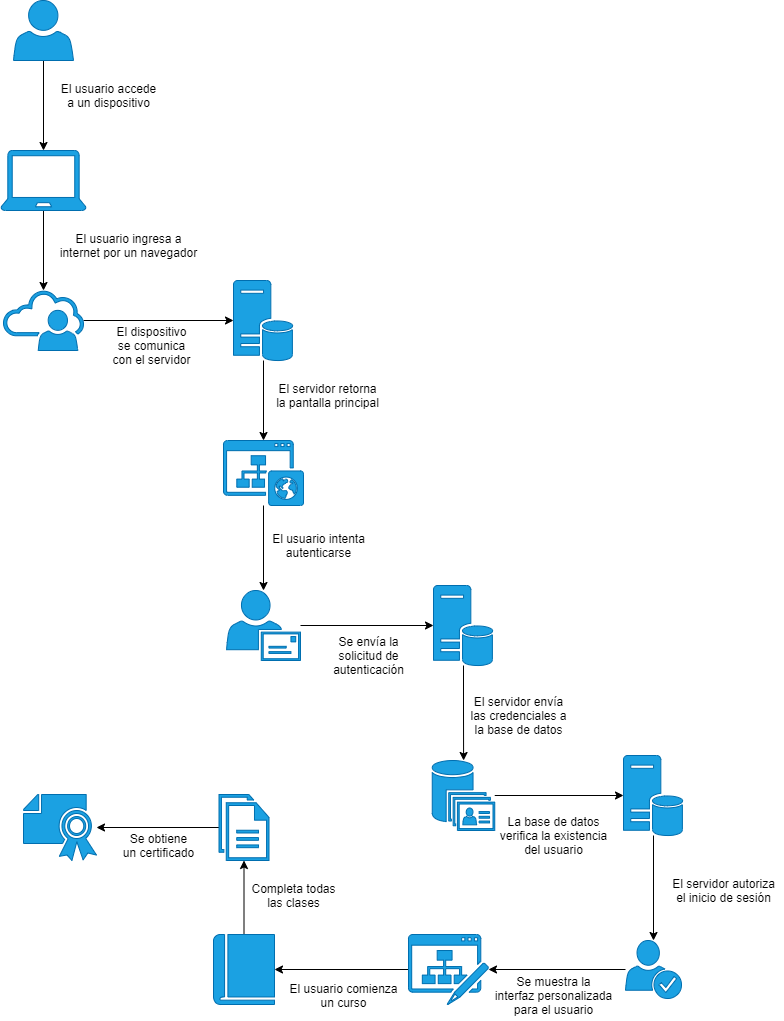 El usuario accede
a un dispositivo
El usuario ingresa a
internet por un navegador
El dispositivo
se comunica
con el servidor
El servidor retorna
la pantalla principal
El usuario intenta
autenticarse
Se envía la
solicitud de
autenticación
El servidor envía
las credenciales a
la base de datos
La base de datos
verifica la existencia
del usuario
El servidor autoriza
el inicio de sesión
Se muestra la
interfaz personalizada
para el usuario
El usuario comienza
un curso
Completa todas
las clases
Se obtiene
un certificado